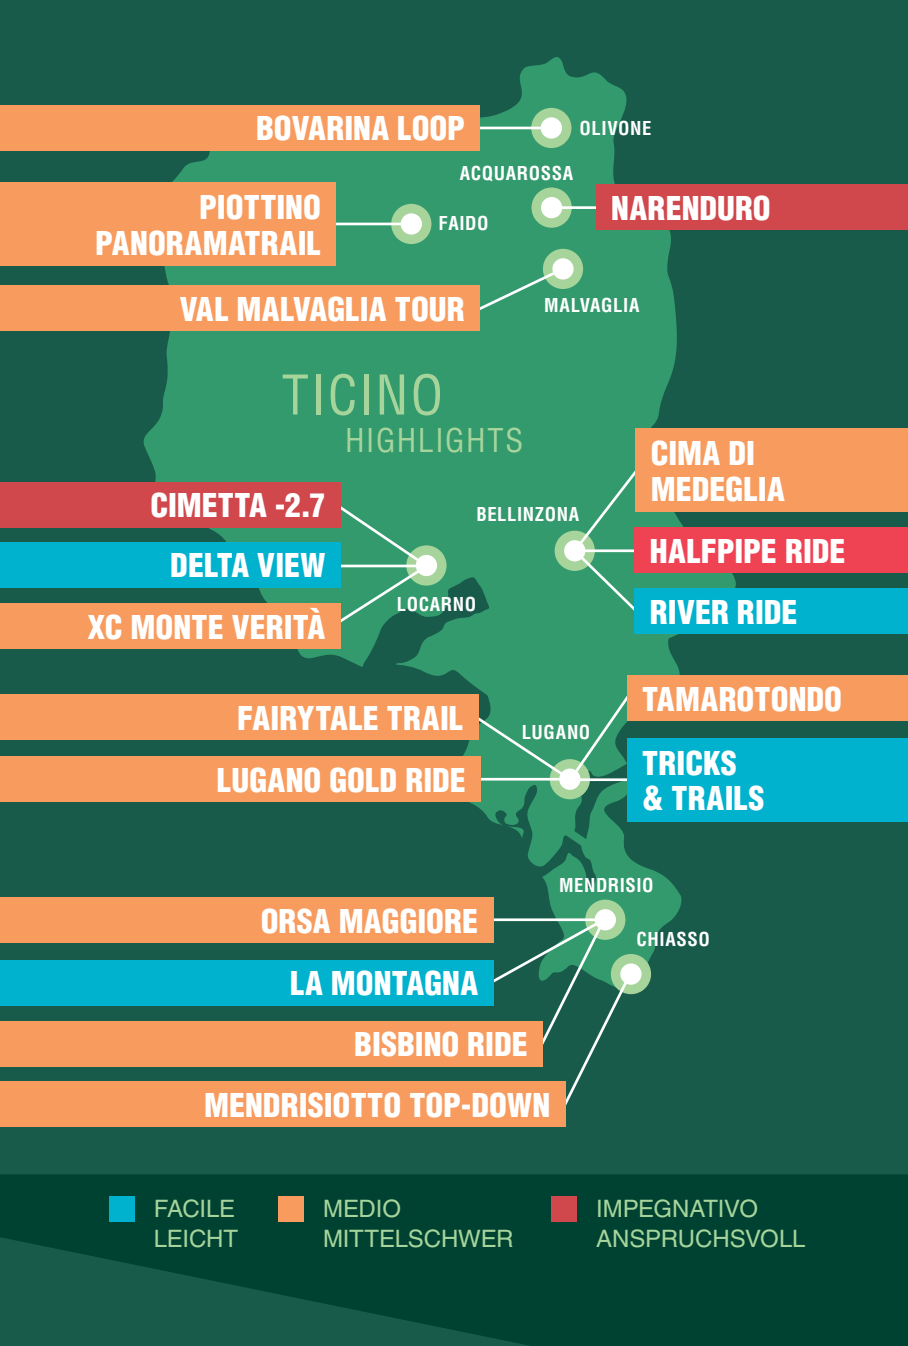 BOVARINA LOOP
OLIVONE
ACQUAROSSA
PIOTTINO
PANORAMATRAIL
FAIDO
NARENDURO
VAL MALVAGLIA TOUR
MALVAGLIA
TICINO
HIGHLIGHTS
CIMA DI
MEDEGLIA
CIMETTA -2.7
BELLINZONA
HALFPIPE RIDE
DELTA VIEW
LOCARNO
RIVER RIDE
XC MONTE VERITÀ
TAMAROTONDO
FAIRYTALE TRAIL
LUGANO
LUGANO GOLD RIDE
TRICKS
& TRAILS
MENDRISIO
ORSA MAGGIORE
CHIASSO
LA MONTAGNA
BISBINO RIDE
MENDRISIOTTO TOP-DOWN
FACILE
LEICHT
MEDIO
MITTELSCHWER
IMPEGNATIVO
ANSPRUCHSVOLL